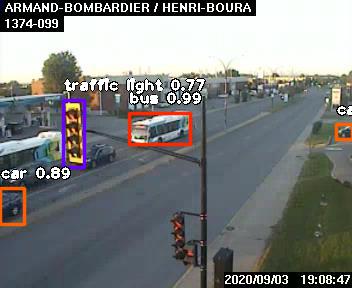 ARMAND-BOMBARDIER / HENRI-BOURA
1374-099
traffic light 0.77
bus 0.99
ca
car 0.89
2020/09/03 19:08:47